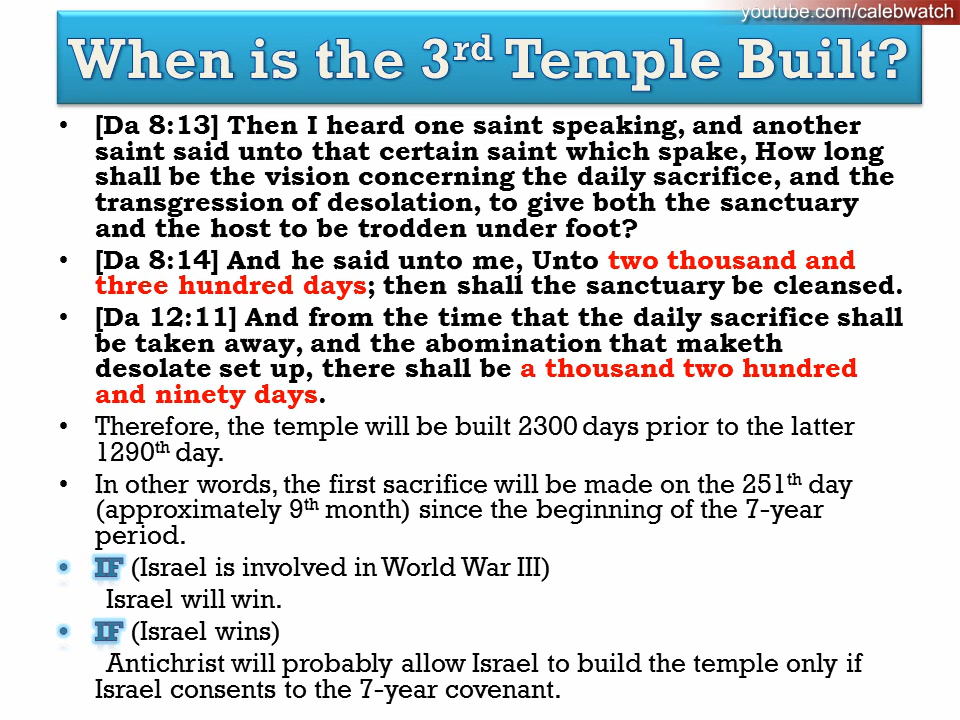 youtube.com/calebwatch
When is the 3rd Temple Built?
• [Da 8:13] Then I heard one saint speaking, and another
saint said unto that certain saint which spake, How long
shall be the vision concerning the daily sacrifice, and the
transgression of desolation, to give both the sanctuary
and the host to be trodden under foot?
• [Da 8:14] And he said unto me, Unto two thousand and
three hundred days; then shall the sanctuary be cleansed.
• [Da 12:11] And from the time that the daily sacrifice shall
be taken away, and the abomination that maketh
desolate set up, there shall be a thousand two hundred
and ninety days.
• Therefore, the temple will be built 2300 days prior to the latter
1290th day.
• In other words, the first sacrifice will be made on the 251th day
(approximately 9th month) since the beginning of the 7-year
period.
• IF (Israel is involved in World War III)
Israel will win.
• IF (Israel wins)
Antichrist will probably allow Israel to build the temple only if
Israel consents to the 7-year covenant.